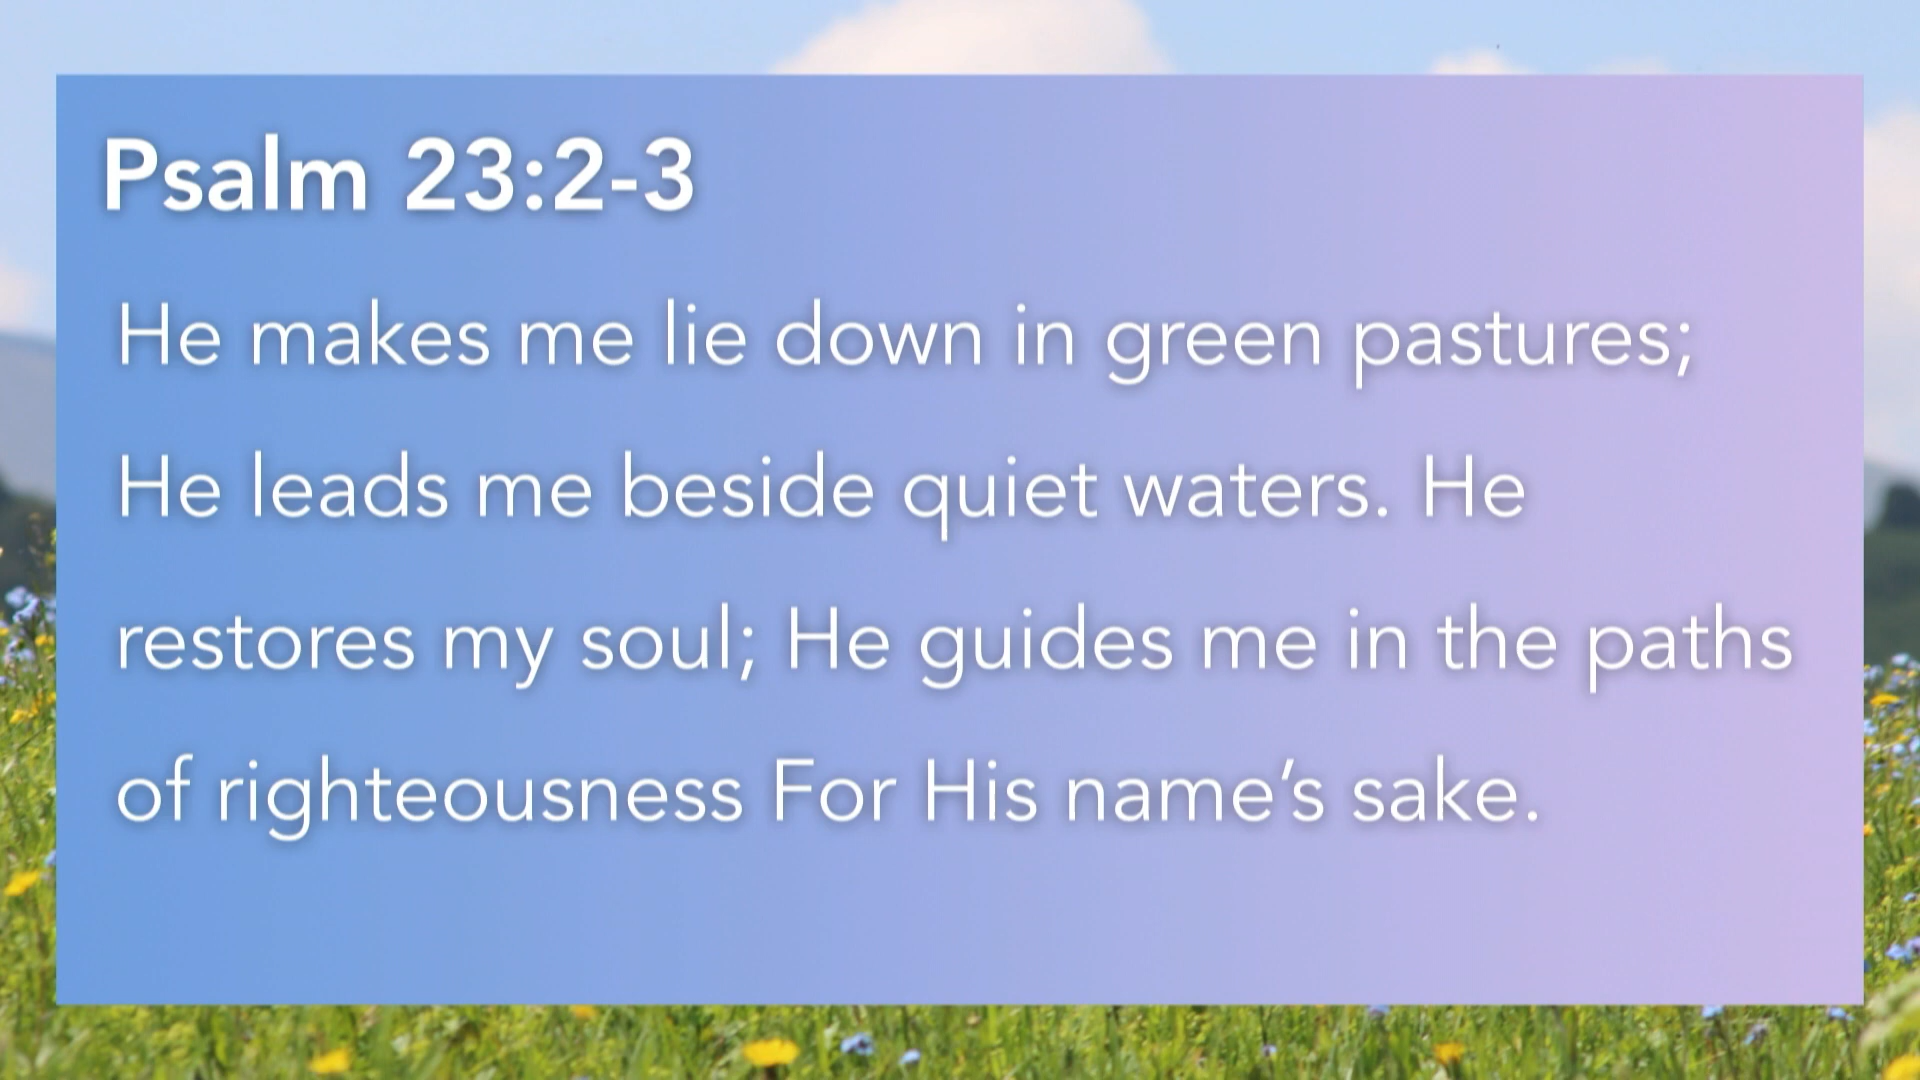 Psalm 23:2-3
He makes me lie down in green pastures;
He leads me beside quiet waters. He
restores my soul; He guides me in the paths
of righteousness For His name’s sake.